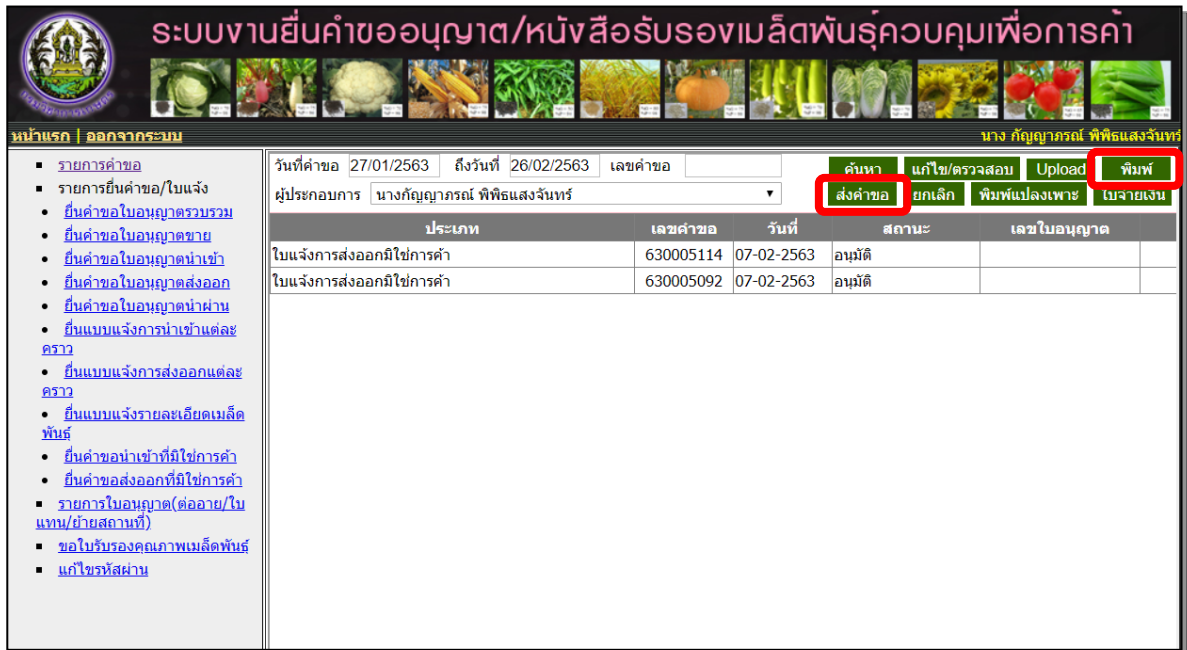 ระบบงานยื่นคำขออนุญาต/หนังสือรับรองเมล็ดพันธุ์ควบคุมเพื่อการค้า
หน้าแรก | ออกจากระบบ
นาง กัญญาภรณ์ พิพิธแสงจันทร์
▪ รายการคำขอ
▪ รายการยื่นคำขอ/ใบแจ้ง
• ยื่นคำขอใบอนุญาตรวบรวม
• ยื่นคำขอใบอนุญาตขาย
• ยื่นคำขอใบอนุญาตนำเข้า
• ยื่นคำขอใบอนุญาตส่งออก
• ยื่นคำขอใบอนุญาตนำผ่าน
• ยื่นแบบแจ้งการนำเข้าแต่ละ
คราว
• ยื่นแบบแจ้งการส่งออกแต่ละ
คราว
• ยื่นแบบแจ้งรายละเอียดเมล็ด
พันธุ์
• ยื่นคำขอนำเข้าที่มิใช่การค้า
• ยื่นคำขอส่งออกที่มิใช่การค้า
▪ รายการใบอนุญาต(ต่ออายุ/ใบ
แทน/ย้ายสถานที่)
▪ ขอใบรับรองคุณภาพเมล็ดพันธุ์
▪ แก้ไขรหัสผ่าน
วันที่คำขอ 27/01/2563 ถึงวันที่ 26/02/2563 เลขคำขอ
ค้นหา แก้ไข/ตรวจสอบ Upload พิมพ์
ผู้ประกอบการ นางกัญญาภรณ์ พิพิธแสงจันทร์
ส่งคำขอ ยกเลิก พิมพ์แปลงเพาะ ใบจ่ายเงิน
ประเภท เลขคำขอ วันที่ สถานะ เลขใบอนุญาต
ใบแจ้งการส่งออกมิใช่การค้า 630005114 07-02-2563 อนุมัติ
ใบแจ้งการส่งออกมิใช่การค้า 630005092 07-02-2563 อนุมัติ